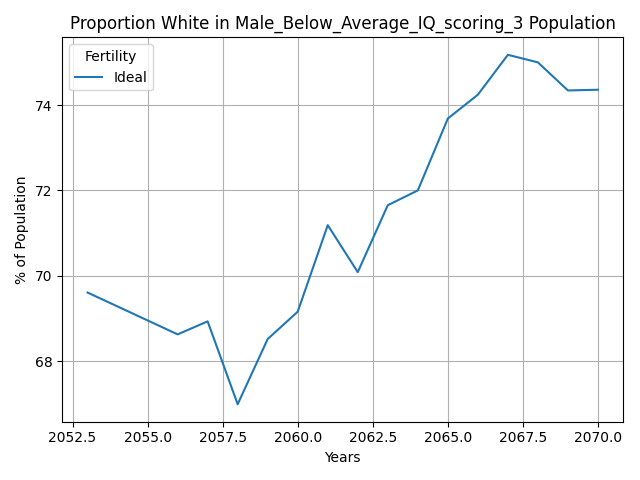 Proportion White in Male_Below_Average_IQ_scoring_3 Population
Fertility
Ideal
% of Population
74
72
70
68
2052.5 2055.0 2057.5 2060.0 2062.5 2065.0 2067.5 2070.0
Years